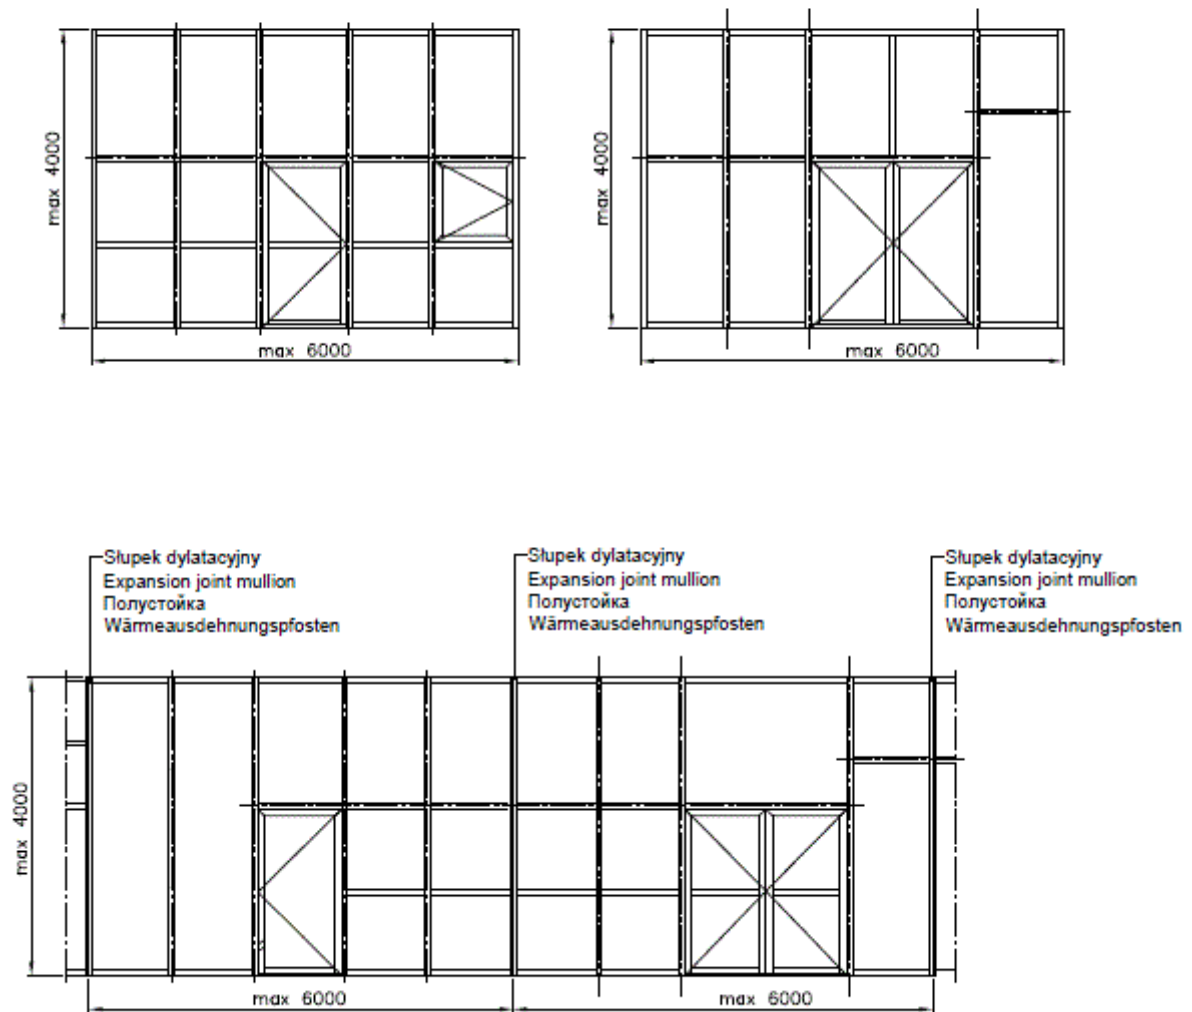 max 4000
max 6000
max 4000
max 6000
Słupek dylatacyjny
Expansion joint mullion
Полустойка
Wärmeausdehnungspfosten
Słupek dylatacyjny
Expansion joint mullion
Полустойка
Wärmeausdehnungspfosten
Słupek dylatacyjny
Expansion joint mullion
Полустойка
Wärmeausdehnungspfosten
max 4000
max 6000
max 6000